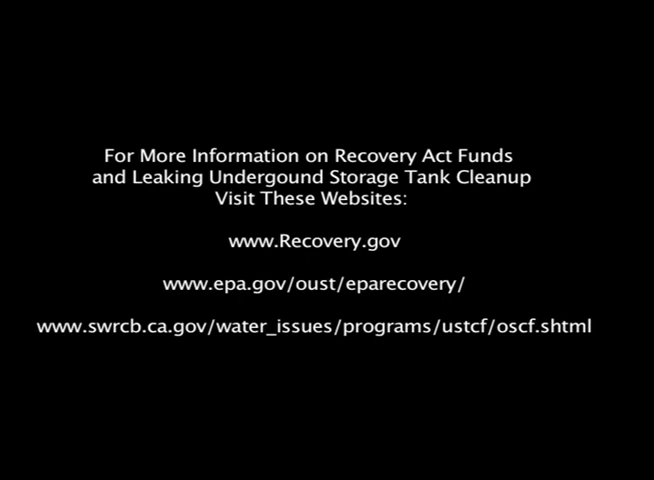 For More Information on Recovery Act Funds
and Leaking Undergound Storage Tank Cleanup
Visit These Websites:
www.Recovery.gov
www.epa.gov/oust/eparecovery/
www.swrcb.ca.gov/water_issues/programs/ustcf/oscf.shtml